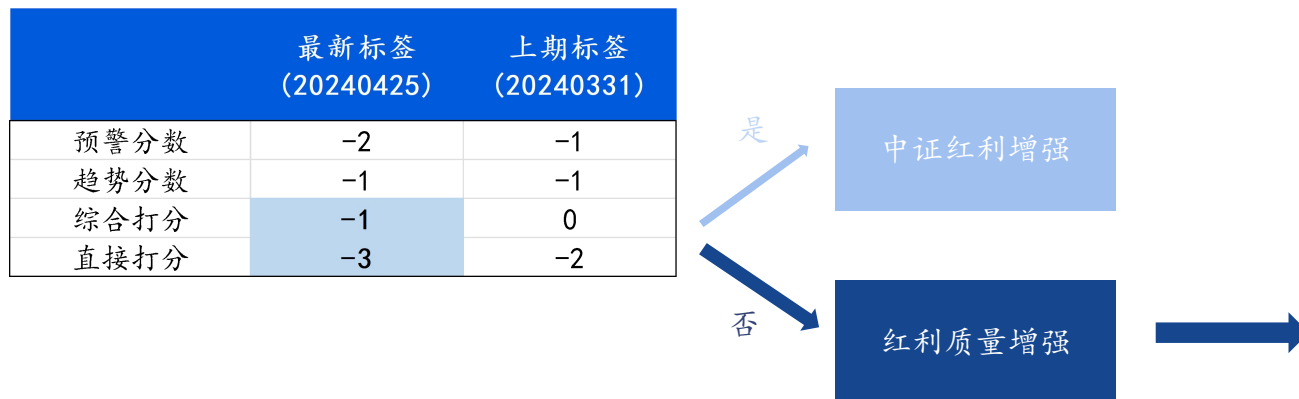 最新标签 上期标签
(20240425) (20240331)
预警分数 -2 -1
趋势分数 -1 -1
综合打分 -1 0
直接打分 -3 -2
是
中证红利增强
否
红利质量增强